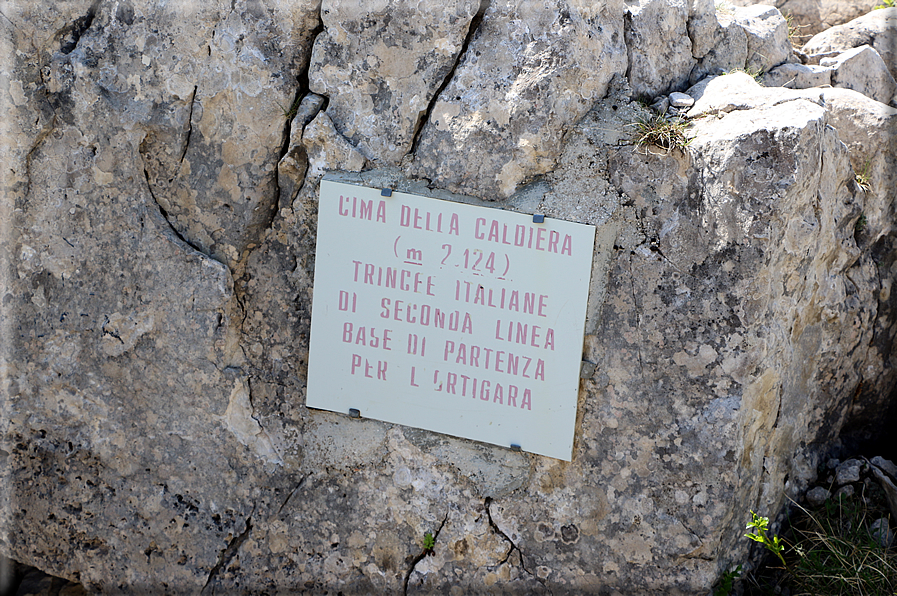 CIMA DELLA CALDIERA
(m 2.124)
TRINCEE ITALIANE
DI SECONDA LINEA
BASE DI PARTENZA
PER L ORTIGARA